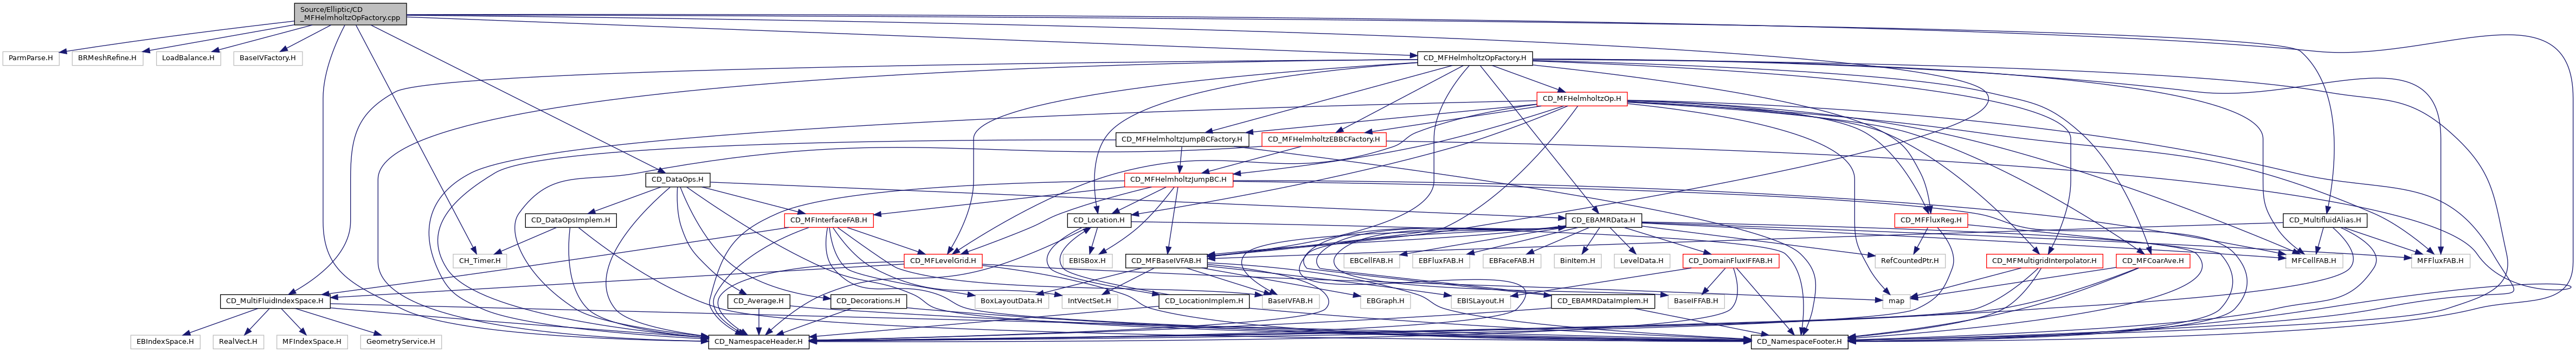 Source/Elliptic/CD
_MFHelmholtzOpFactory.cpp
ParmParse.H
BRMeshRefine.H
LoadBalance.H
BaseIVFactory.H
CD_MFHelmholtzOpFactory.H
CD_MFHelmholtzOp.H
CD_MFHelmholtzJumpBCFactory.H
CD_MFHelmholtzEBBCFactory.H
CD_DataOps.H
CD_MFHelmholtzJumpBC.H
CD_DataOpsImplem.H
CD_MFInterfaceFAB.H
CD_Location.H
CD_EBAMRData.H
CD_MFFluxReg.H
CD_MultifluidAlias.H
CH_Timer.H
CD_MFLevelGrid.H
EBISBox.H
CD_MFBaseIVFAB.H
EBCellFAB.H
EBFluxFAB.H
EBFaceFAB.H
BinItem.H
LevelData.H
CD_DomainFluxIFFAB.H
RefCountedPtr.H
CD_MFMultigridInterpolator.H
CD_MFCoarAve.H
MFCellFAB.H
MFFluxFAB.H
CD_MultiFluidIndexSpace.H
CD_Average.H
CD_Decorations.H
BoxLayoutData.H
IntVectSet.H
CD_LocationImplem.H
BaseIVFAB.H
EBGraph.H
EBISLayout.H
CD_EBAMRDataImplem.H
BaseIFFAB.H
map
EBIndexSpace.H
RealVect.H
MFIndexSpace.H
GeometryService.H
CD_NamespaceHeader.H
CD_NamespaceFooter.H